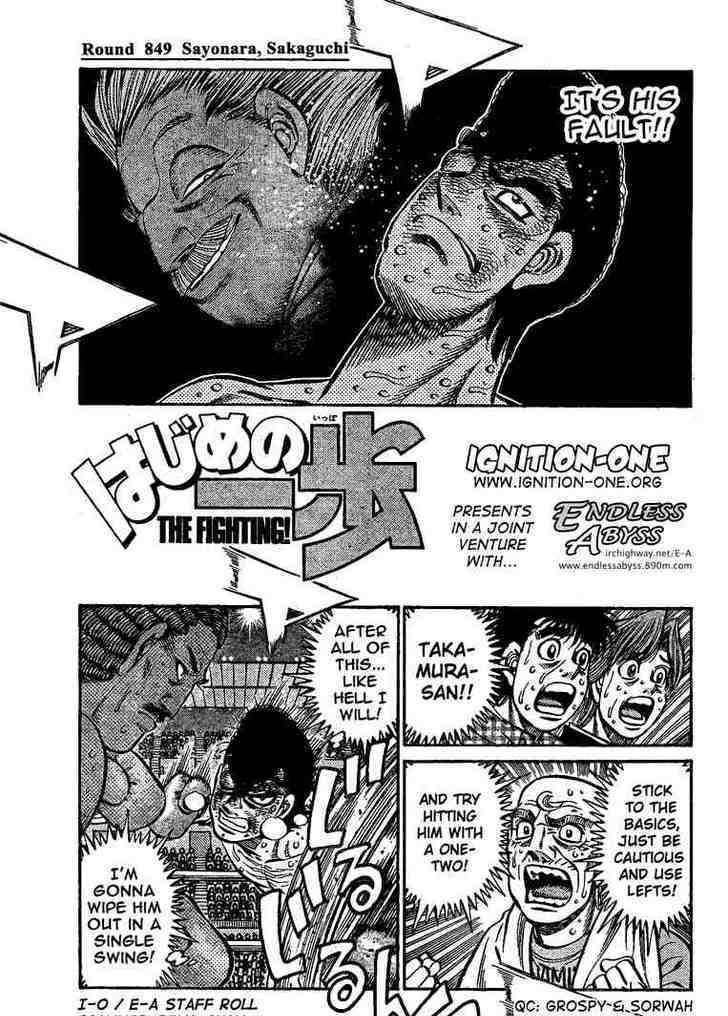 Round 849 Sayonara, Sakaguchi
IT'S HIS
FAULT!!
いっぽ
はじめの一歩
THE FIGHTING!
IGNITION-ONE
WWW.IGNITION-ONE.ORG
PRESENTS
IN A JOINT
VENTURE
WITH...
ENDLESS
ABYSS
irchighway.net/E-A
www.endlessabyss.890m.com
TAKA-
MURA-
SAN!!
AFTER
ALL OF
THIS...
LIKE
HELL I
WILL!
I'M
GONNA
WIPE HIM
OUT IN A
SINGLE
SWING!
STICK
TO THE
BASICS,
JUST BE
CAUTIOUS
AND USE
LEFTS!
AND TRY
HITTING
HIM WITH
A ONE-
TWO!
I-O / E-A STAFF ROLL
QC: GROSPY & SORWAH